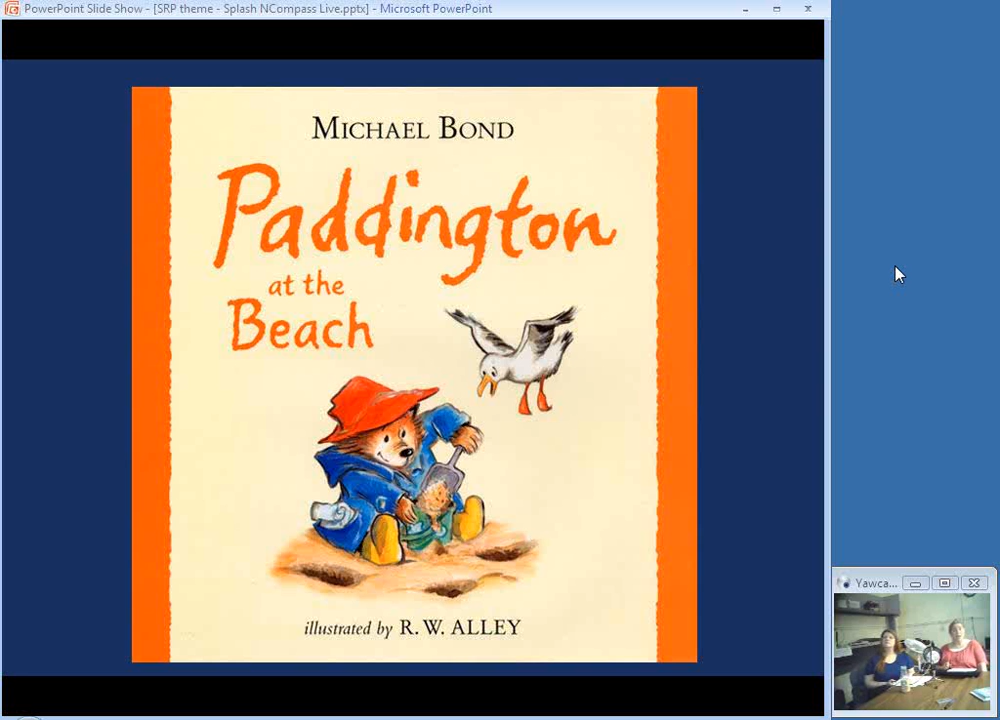 PowerPoint Slide Show - [SRP theme - Splash NCompass Live.pptx] - Microsoft PowerPoint
MICHAEL BOND
Paddington
at the
Beach
illustrated by R. W. ALLEY
Yawca...